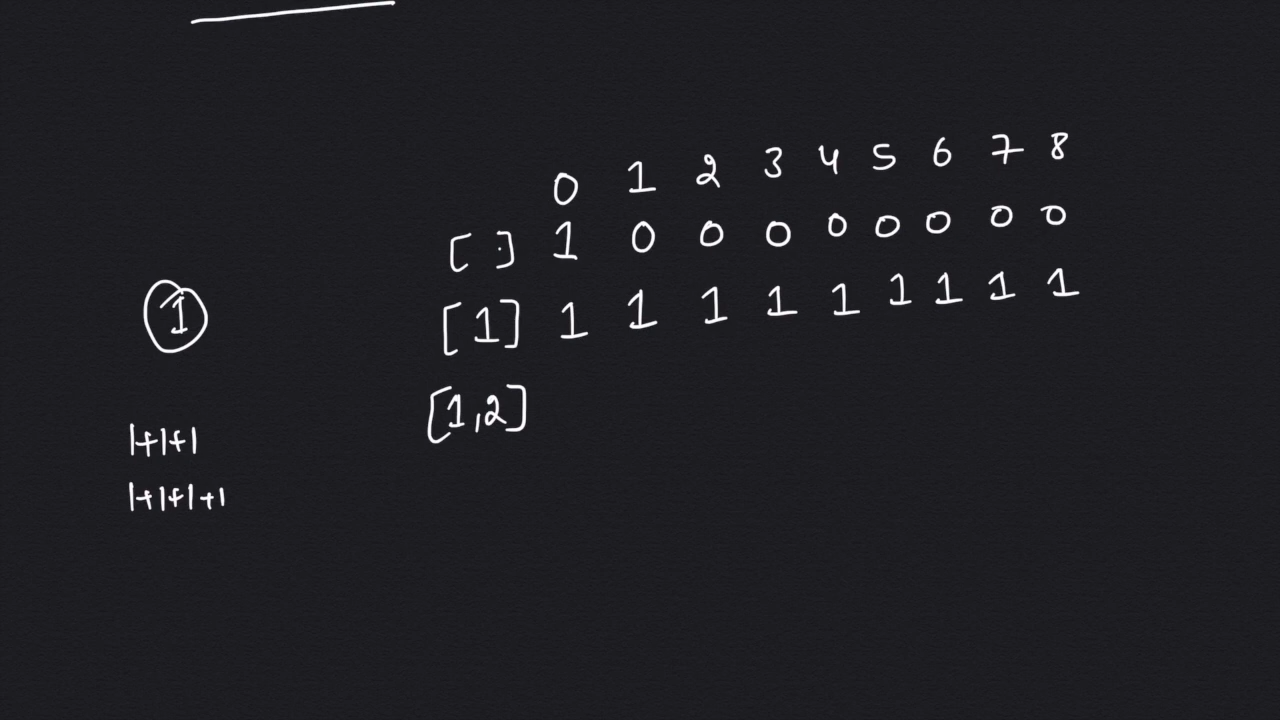 0 1 2 3 4 5 6 7 8
[ . ] 1 0 0 0 0 0 0 0 0
[1] 1 1 1 1 1 1 1 1 1
1
[1,2]
1+1+1
1+1+1+1